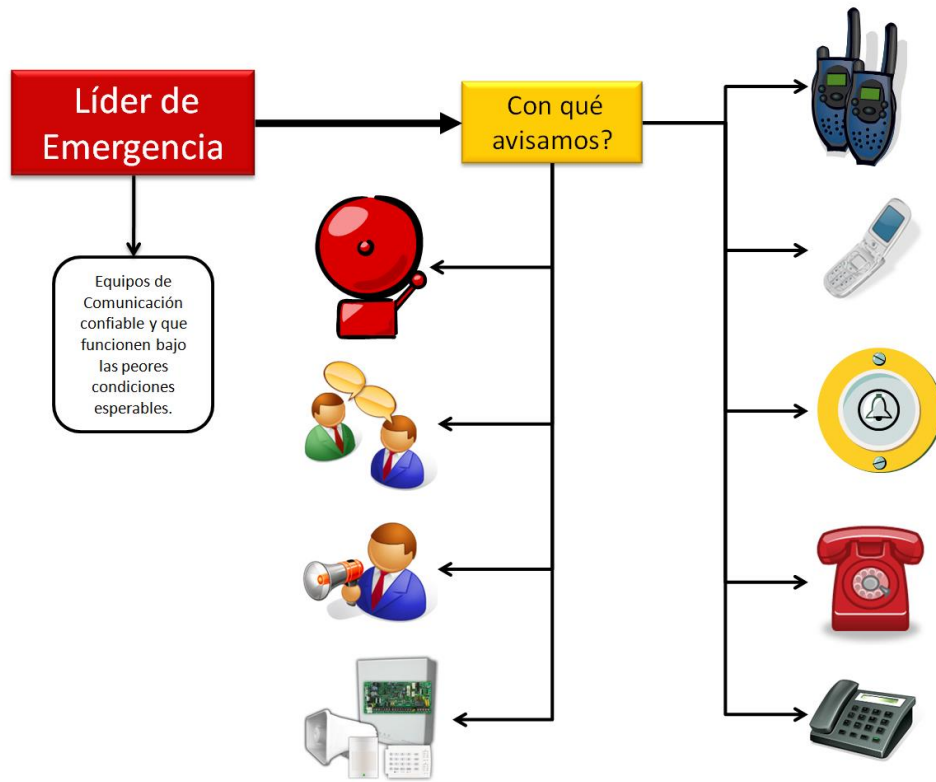 Líder de
Emergencia
Con qué
avisamos?
Equipos de
Comunicación
confiable y que
funcionen bajo
las peores
condiciones
esperables.